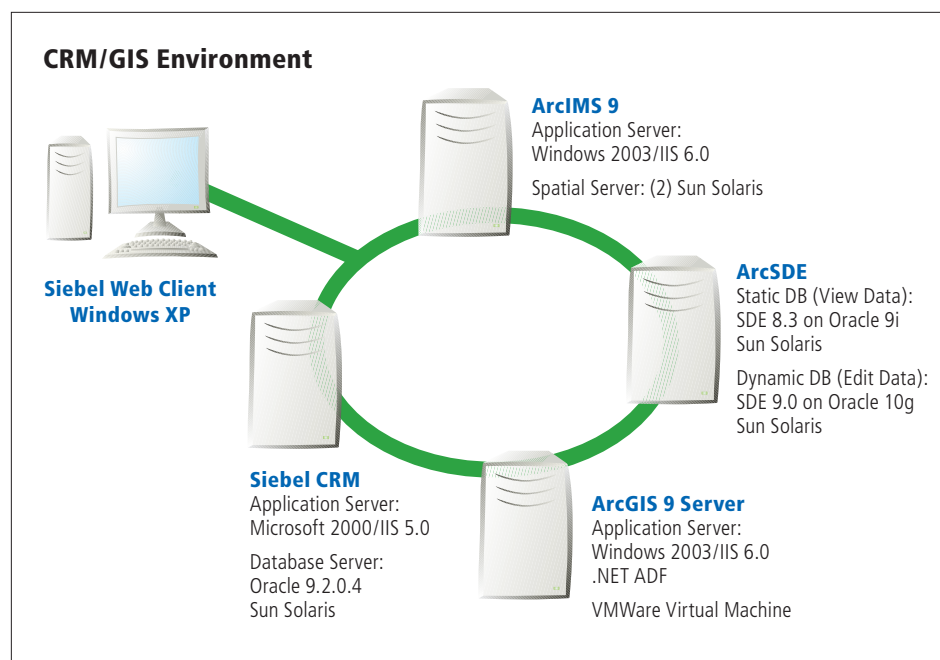 CRM/GIS Environment
ArcIMS 9
Application Server:
Windows 2003/IIS 6.0
Spatial Server: (2) Sun Solaris
Siebel Web Client
Windows XP
ArcSDE
Static DB (View Data):
SDE 8.3 on Oracle 9i
Sun Solaris
Dynamic DB (Edit Data):
SDE 9.0 on Oracle 10g
Sun Solaris
Siebel CRM
Application Server:
Microsoft 2000/IIS 5.0
Database Server:
Oracle 9.2.0.4
Sun Solaris
ArcGIS 9 Server
Application Server:
Windows 2003/IIS 6.0
.NET ADF
VMWare Virtual Machine